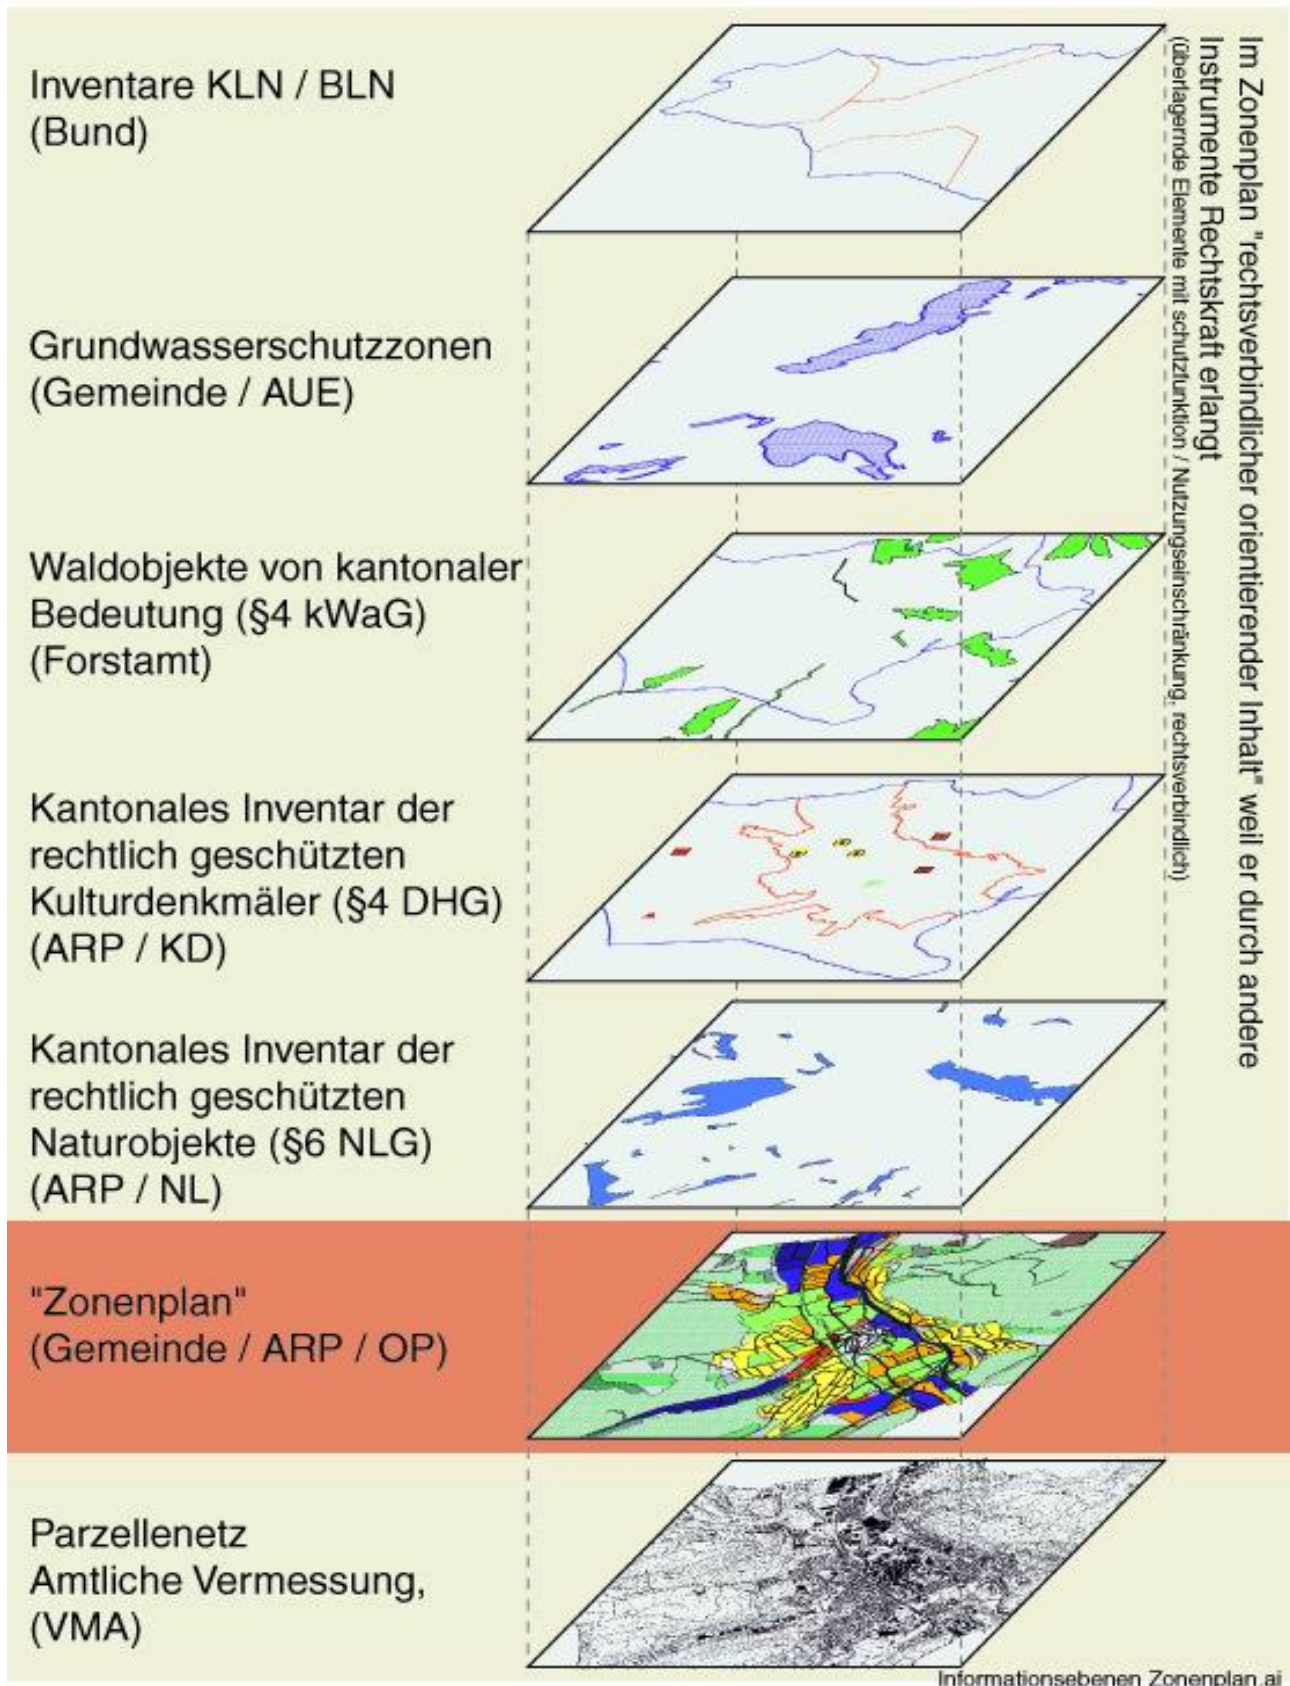 Inventare KLN / BLN
(Bund)
Grundwasserschutzzonen
(Gemeinde / AUE)
Waldobjekte von kantonaler
Bedeutung (§4 kWaG)
(Forstamt)
Kantonales Inventar der
rechtlich geschützten
Kulturdenkmäler (§4 DHG)
(ARP / KD)
Kantonales Inventar der
rechtlich geschützten
Naturobjekte (§6 NLG)
(ARP / NL)
"Zonenplan"
(Gemeinde / ARP / OP)
Parzellenetz
Amtliche Vermessung,
(VMA)
Im Zonenplan "rechtsverbindlicher orientierender Inhalt" weil er durch andere
Instrumente Rechtskraft erlangt
(überlagernde Elemente mit schutzfunktion / Nutzungseinschränkung, rechtsverbindlich)
Informationsebenen Zonenplan.ai